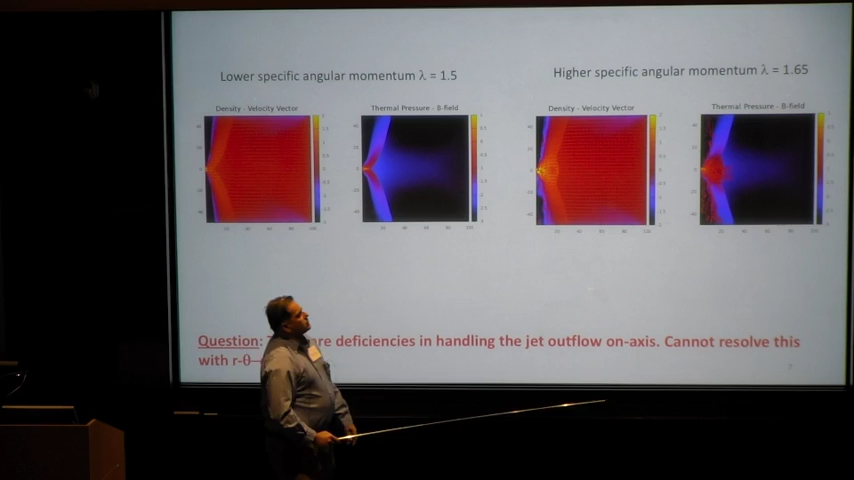 Lower specific angular momentum λ = 1.5
Higher specific angular momentum λ = 1.65
Density - Velocity Vector
Thermal Pressure - B-field
Density - Velocity Vector
Thermal Pressure - B-field
Question: re deficiencies in handling the jet outflow on-axis. Cannot resolve this
with r-θ
7